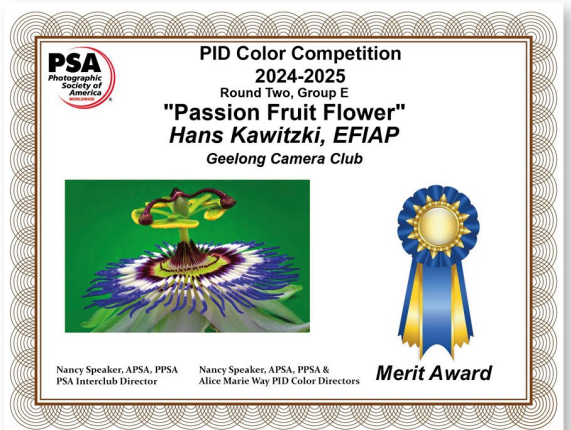 PSA
Photographic
Society of
America
WORLDWIDE
®
PID Color Competition
2024-2025
Round Two, Group E
"Passion Fruit Flower"
Hans Kawitzki, EFIAP
Geelong Camera Club
Nancy Speaker, APSA, PPSA
PSA Interclub Director
Nancy Speaker, APSA, PPSA &
Alice Marie Way PID Color Directors
Merit Award